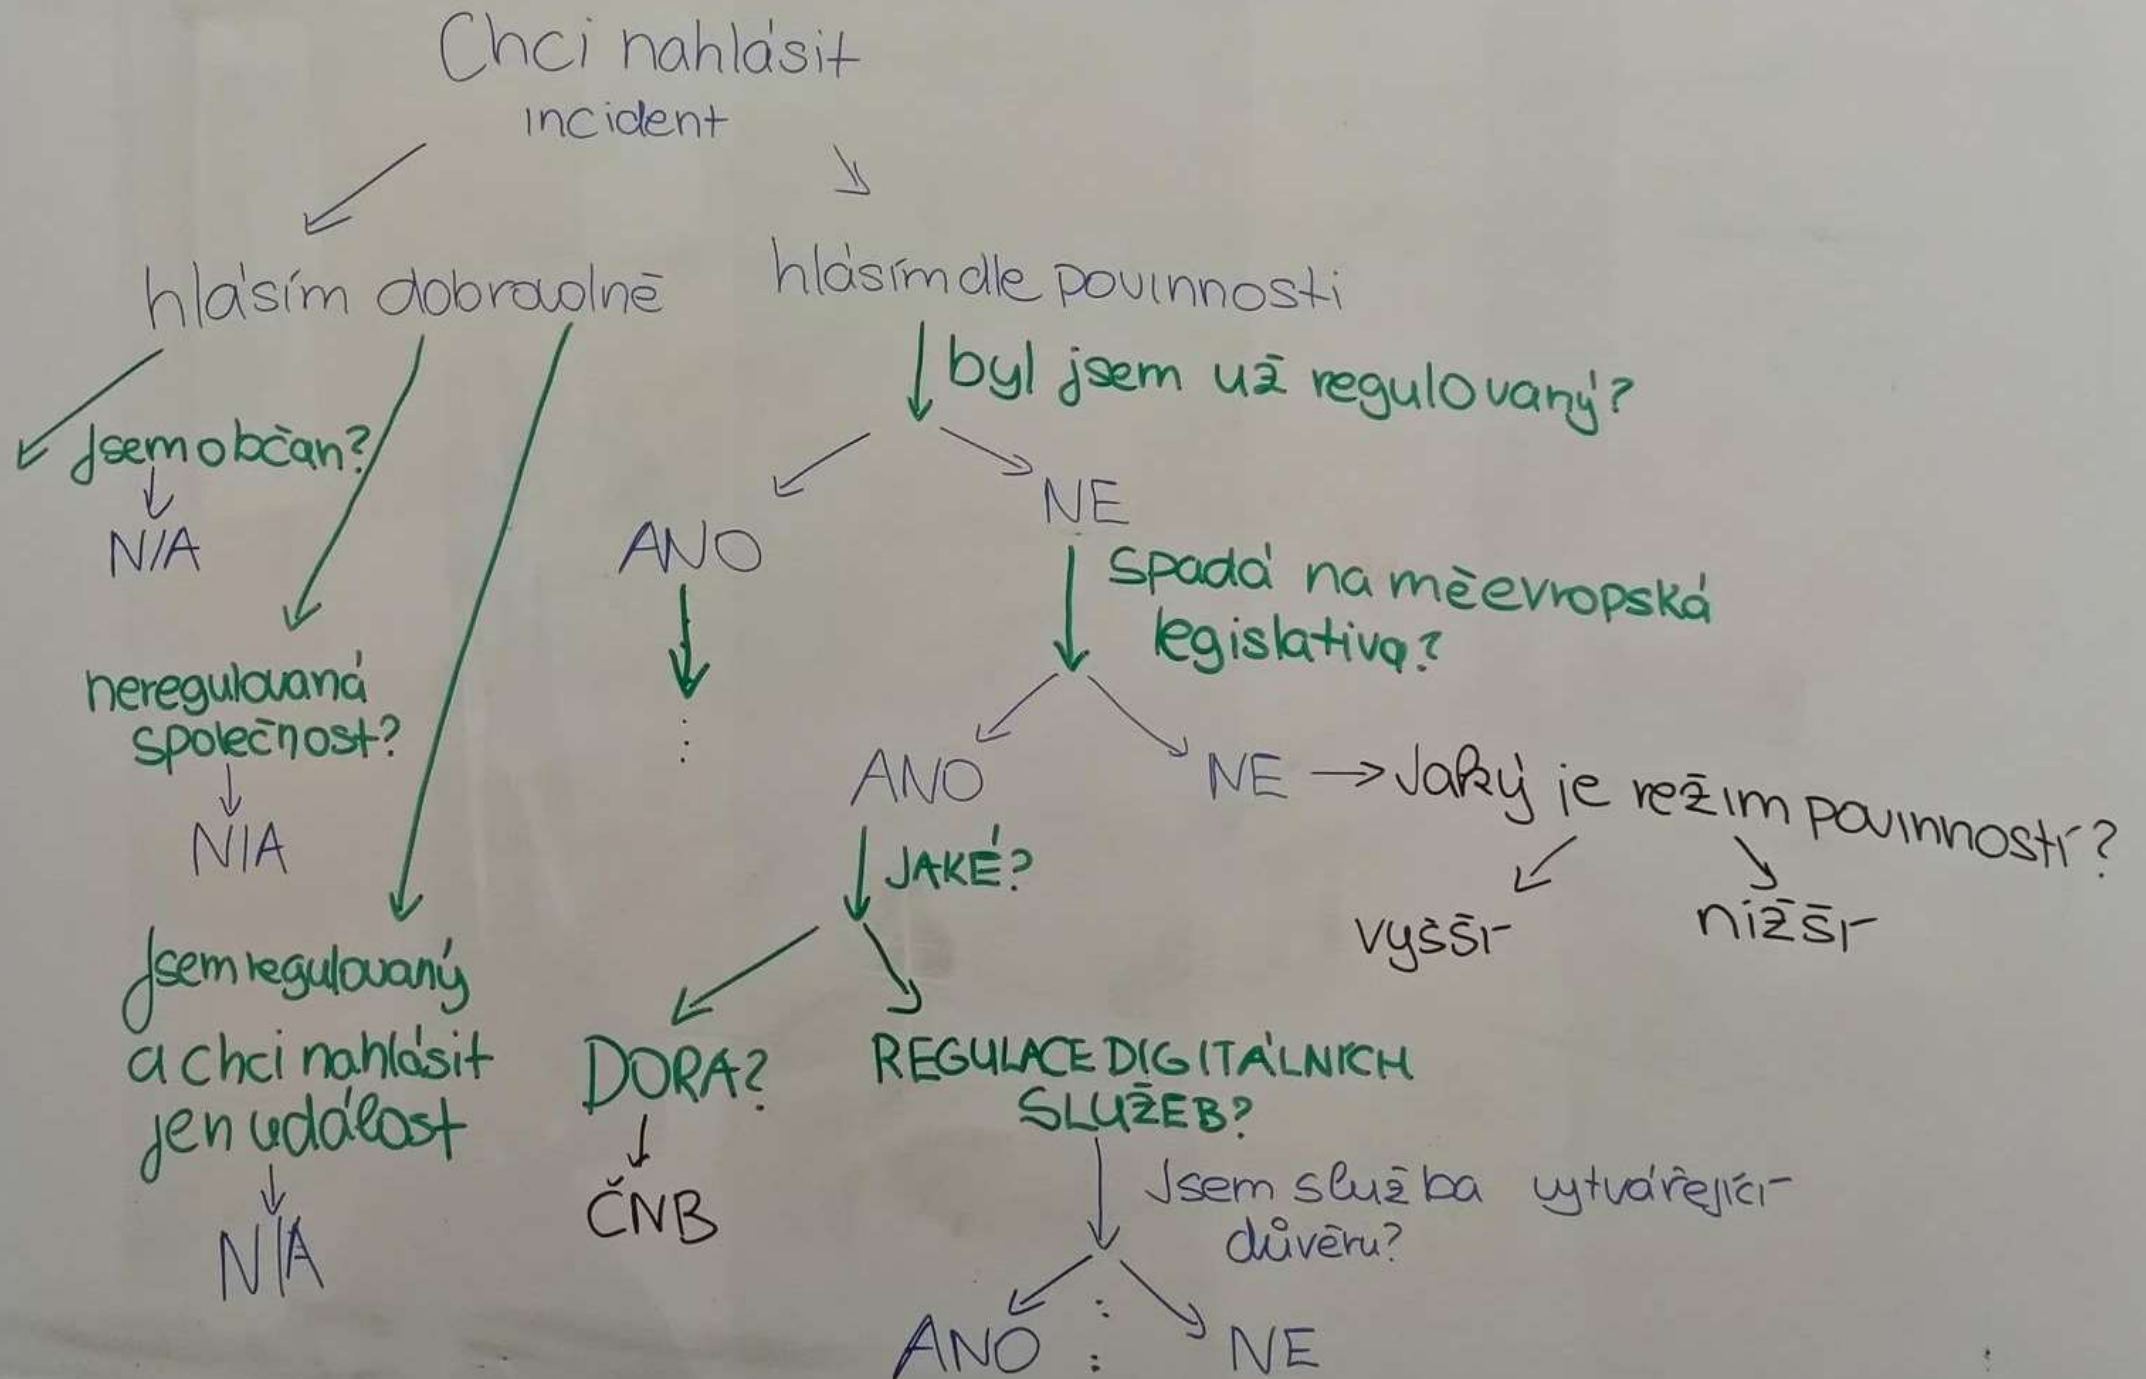 Chci nahlásit
incident
hlásím dobrovolně
hlásím dle povinnosti
byl jsem už regulovaný?
Jsem občan?
N/A
ANO
NE
spadá na mě evropská
legislativa?
neregulovaná
společnost?
N/A
ANO
NE → Jaký je režim povinností?
JAKÉ?
vyšší
nižší
Jsem regulovaný
a chci nahlásit
jen událost
N/A
DORA?
ČNB
REGULACE DIGITÁLNÍCH
SLUŽEB?
Jsem služba vytvářející
důvěru?
ANO
NE